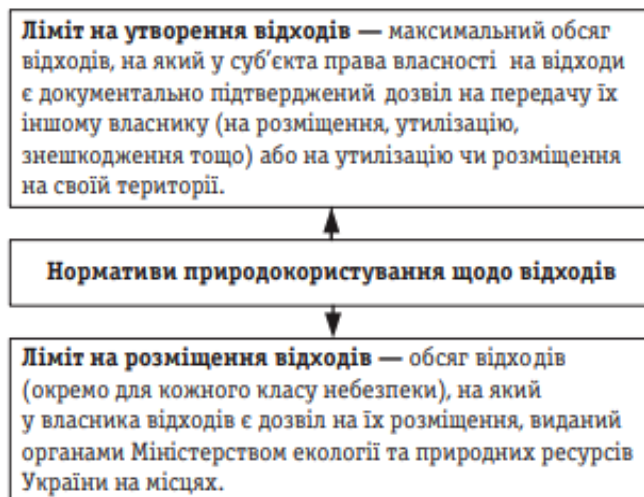 Ліміт на утворення відходів — максимальний обсяг
відходів, на який у суб’єкта права власності на відходи
є документально підтверджений дозвіл на передачу їх
іншому власнику (на розміщення, утилізацію,
знешкодження тощо) або на утилізацію чи розміщення
на своїй території.
Нормативи природокористування щодо відходів
Ліміт на розміщення відходів — обсяг відходів
(окремо для кожного класу небезпеки), на який
у власника відходів є дозвіл на їх розміщення, виданий
органами Міністерством екології та природних ресурсів
України на місцях.